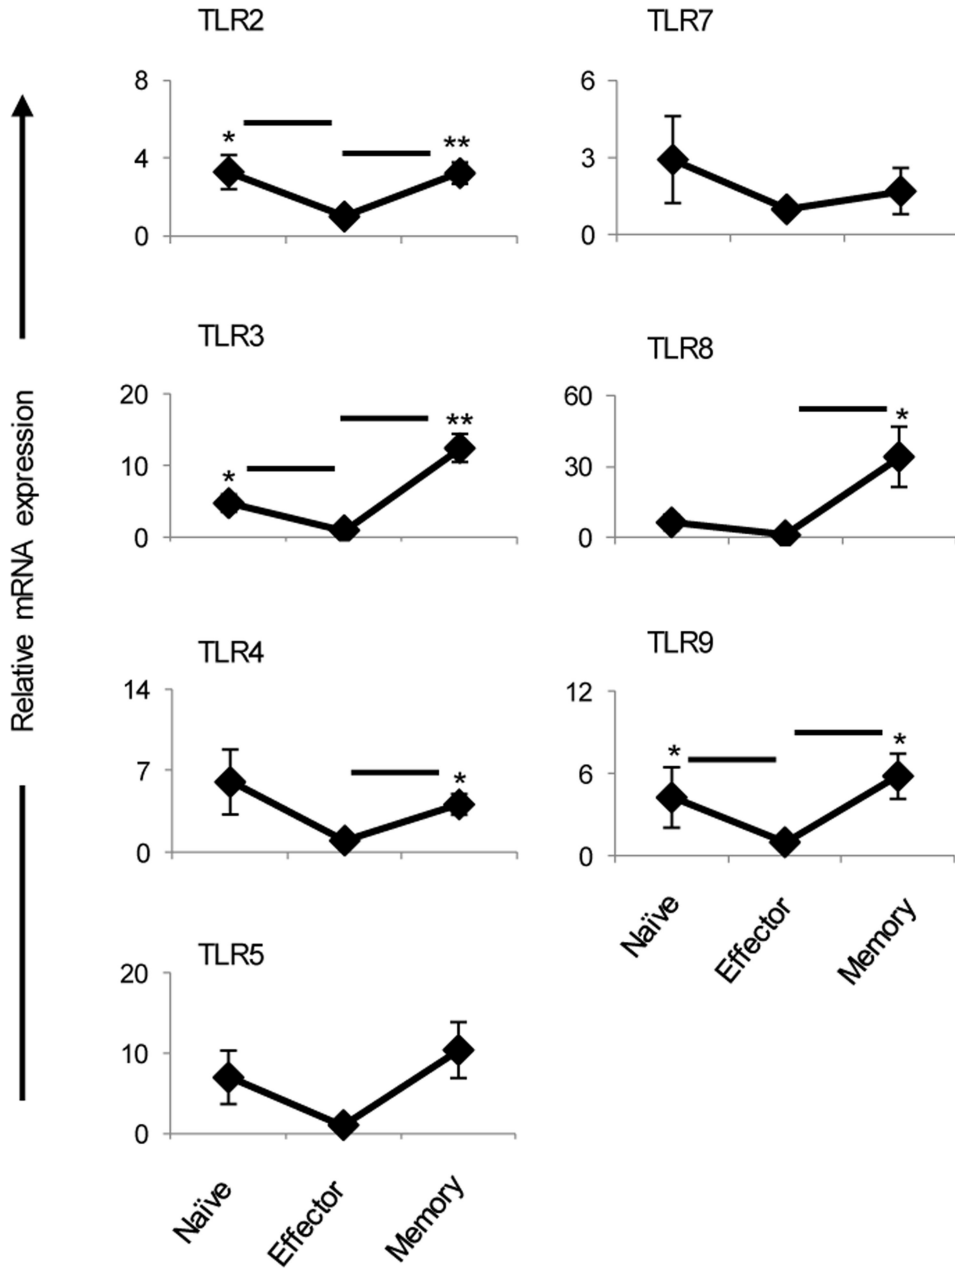 Relative mRNA expression
TLR2
8
4
0
*
**
TLR3
20
10
0
*
**
TLR4
14
7
0
*
TLR5
20
10
0
Naïve
Effector
Memory
TLR7
6
3
0
TLR8
60
30
0
*
TLR9
12
6
0
*
*
Naïve
Effector
Memory